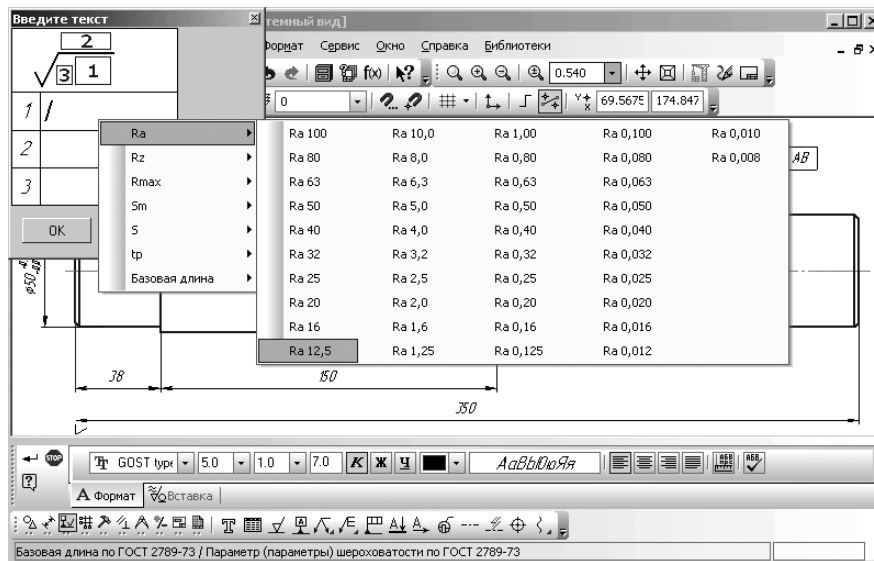 Введите текст
темный вид]
2
3 1
Формат Сервис Окно Справка Библиотеки
f(x) 0.540
0 69.5675 174.847
1 /
2
3
OK
Ra Ra 100 Ra 10,0 Ra 1,00 Ra 0,100 Ra 0,010
Rz Ra 80 Ra 8,0 Ra 0,80 Ra 0,080 Ra 0,008 АВ
Rmax Ra 63 Ra 6,3 Ra 0,63 Ra 0,063
Sm Ra 50 Ra 5,0 Ra 0,50 Ra 0,050
S Ra 40 Ra 4,0 Ra 0,40 Ra 0,040
tp Ra 32 Ra 3,2 Ra 0,32 Ra 0,032
Базовая длина Ra 25 Ra 2,5 Ra 0,25 Ra 0,025
Ra 20 Ra 2,0 Ra 0,20 Ra 0,020
Ra 16 Ra 1,6 Ra 0,16 Ra 0,016
Ra 12,5 Ra 1,25 Ra 0,125 Ra 0,012
ø50
38 150
350
STOP GOST type 5.0 1.0 7.0 К Ж Ч АаВbIОюЯя
А Формат Вставка
Базовая длина по ГОСТ 2789-73 / Параметр (параметры) шероховатости по ГОСТ 2789-73